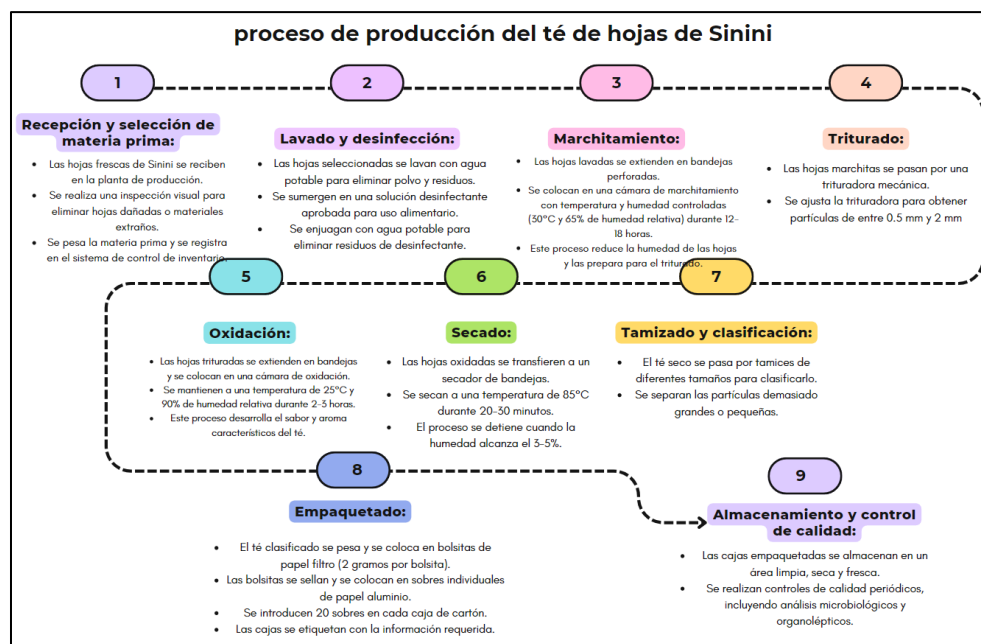 proceso de producción del té de hojas de Sinini
1
Recepción y selección de
materia prima:
Las hojas frescas de Sinini se reciben
en la planta de producción.
Se realiza una inspección visual para
eliminar hojas dañadas o materiales
extraños.
Se pesa la materia prima y se registra
en el sistema de control de inventario.
2
Lavado y desinfección:
Las hojas seleccionadas se lavan con agua
potable para eliminar polvo y residuos.
Se sumergen en una solución desinfectante
aprobada para uso alimentario.
Se enjuagan con agua potable para
eliminar residuos de desinfectante.
3
Marchitamiento:
Las hojas lavadas se extienden en bandejas
perforadas.
Se colocan en una cámara de marchitamiento
con temperatura y humedad controladas
(30°C y 65% de humedad relativa) durante 12-
18 horas.
Este proceso reduce la humedad de las hojas
y las prepara para el triturado.
4
Triturado:
Las hojas marchitas se pasan por una
trituradora mecánica.
Se ajusta la trituradora para obtener
partículas de entre 0.5 mm y 2 mm
5
Oxidación:
Las hojas trituradas se extienden en bandejas
y se colocan en una cámara de oxidación.
Se mantienen a una temperatura de 25°C y
90% de humedad relativa durante 2-3 horas.
Este proceso desarrolla el sabor y aroma
característicos del té.
6
Secado:
Las hojas oxidadas se transfieren a un
secador de bandejas.
Se secan a una temperatura de 85°C
durante 20-30 minutos.
El proceso se detiene cuando la
humedad alcanza el 3-5%.
7
Tamizado y clasificación:
El té seco se pasa por tamices de
diferentes tamaños para clasificarlo.
Se separan las partículas demasiado
grandes o pequeñas.
8
Empaquetado:
El té clasificado se pesa y se coloca en bolsitas de
papel filtro (2 gramos por bolsita).
Las bolsitas se sellan y se colocan en sobres individuales
de papel aluminio.
Se introducen 20 sobres en cada caja de cartón.
Las cajas se etiquetan con la información requerida.
9
Almacenamiento y control
de calidad:
Las cajas empaquetadas se almacenan en un
área limpia, seca y fresca.
Se realizan controles de calidad periódicos,
incluyendo análisis microbiológicos y
organolépticos.